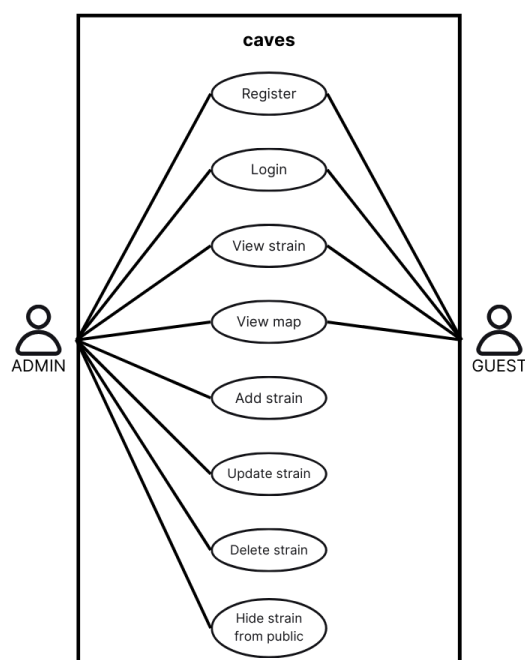 caves
Register
Login
View strain
View map
ADMIN
GUEST
Add strain
Update strain
Delete strain
Hide strain
from public